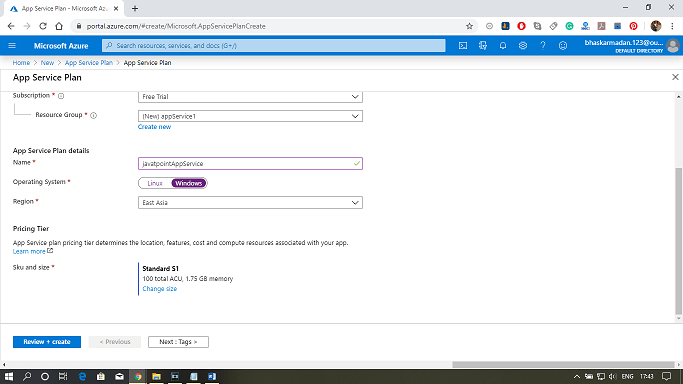 App Service Plan - Microsoft Az
portal.azure.com/#create/Microsoft.AppServicePlanCreate
Microsoft Azure
Search resources, services, and docs (G+/)
bhaskarmadan.123@ou...
DEFAULT DIRECTORY
Home > New > App Service Plan > App Service Plan
App Service Plan
Subscription *
Free Trial
Resource Group *
(New) appService1
Create new
App Service Plan details
Name *
javatpointAppService
Operating System *
Linux Windows
Region *
East Asia
Pricing Tier
App Service plan pricing tier determines the location, features, cost and compute resources associated with your app.
Learn more
Sku and size *
Standard S1
100 total ACU, 1.75 GB memory
Change size
Review + create
< Previous
Next : Tags >
ENG 17:43